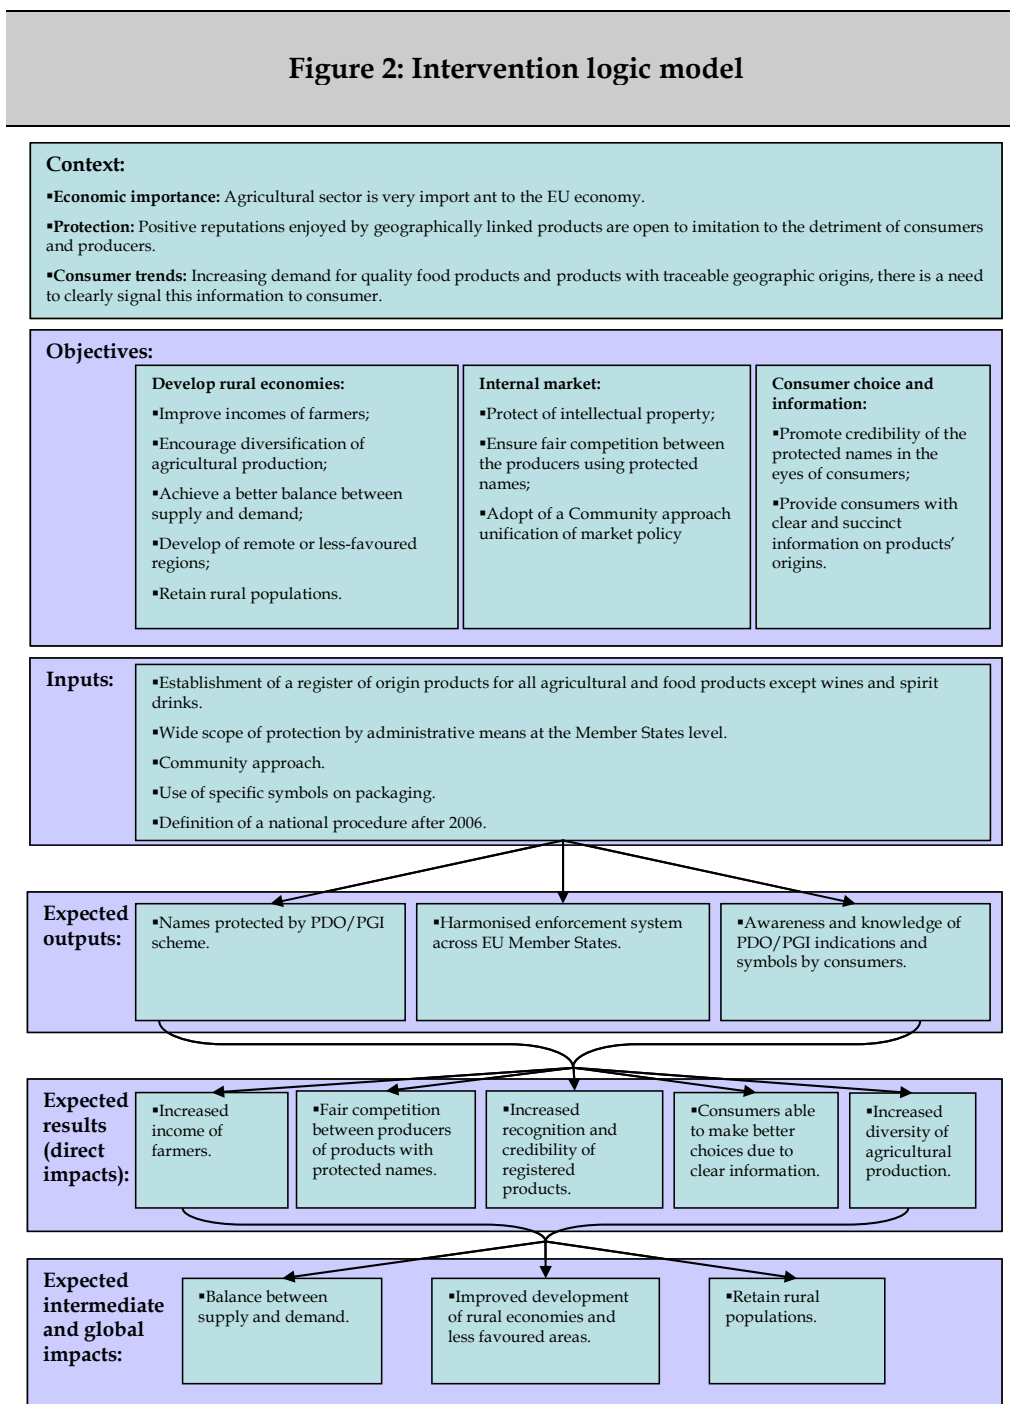 Figure 2: Intervention logic model
Context:
▪Economic importance: Agricultural sector is very import ant to the EU economy.
▪Protection: Positive reputations enjoyed by geographically linked products are open to imitation to the detriment of consumers
and producers.
▪Consumer trends: Increasing demand for quality food products and products with traceable geographic origins, there is a need
to clearly signal this information to consumer.
Objectives:
Develop rural economies:
▪Improve incomes of farmers;
▪Encourage diversification of
agricultural production;
▪Achieve a better balance between
supply and demand;
▪Develop of remote or less-favoured
regions;
▪Retain rural populations.
Internal market:
▪Protect of intellectual property;
▪Ensure fair competition between
the producers using protected
names;
▪Adopt of a Community approach
unification of market policy
Consumer choice and
information:
▪Promote credibility of the
protected names in the
eyes of consumers;
▪Provide consumers with
clear and succinct
information on products’
origins.
Inputs:
▪Establishment of a register of origin products for all agricultural and food products except wines and spirit
drinks.
▪Wide scope of protection by administrative means at the Member States level.
▪Community approach.
▪Use of specific symbols on packaging.
▪Definition of a national procedure after 2006.
Expected
outputs:
▪Names protected by PDO/PGI
scheme.
▪Harmonised enforcement system
across EU Member States.
▪Awareness and knowledge of
PDO/PGI indications and
symbols by consumers.
Expected
results
(direct
impacts):
▪Increased
income of
farmers.
▪Fair competition
between producers
of products with
protected names.
▪Increased
recognition and
credibility of
registered
products.
▪Consumers able
to make better
choices due to
clear information.
▪Increased
diversity of
agricultural
production.
Expected
intermediate
and global
impacts:
▪Balance between
supply and demand.
▪Improved development
of rural economies and
less favoured areas.
▪Retain rural
populations.